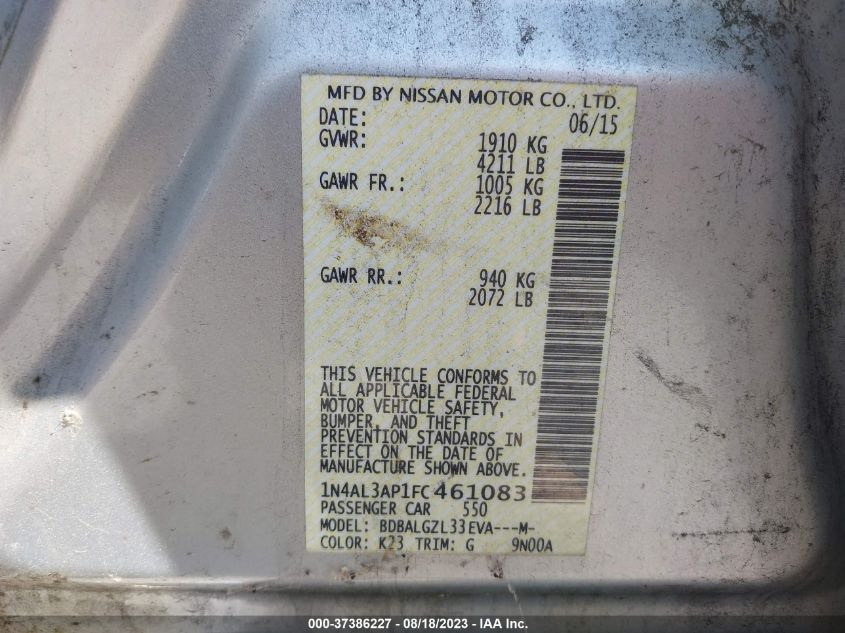 MFD BY NISSAN MOTOR CO., LTD.
DATE: 06/15
GVWR: 1910 KG
4211 LB
GAWR FR.: 1005 KG
2216 LB
GAWR RR.: 940 KG
2072 LB
THIS VEHICLE CONFORMS TO
ALL APPLICABLE FEDERAL
MOTOR VEHICLE SAFETY,
BUMPER, AND THEFT
PREVENTION STANDARDS IN
EFFECT ON THE DATE OF
MANUFACTURE SHOWN ABOVE.
1N4AL3AP1FC461083
PASSENGER CAR 550
MODEL: BDBALGZL33EVA---M-
COLOR: K23 TRIM: G 9N00A
000-37386227 - 08/18/2023 - IAA Inc.